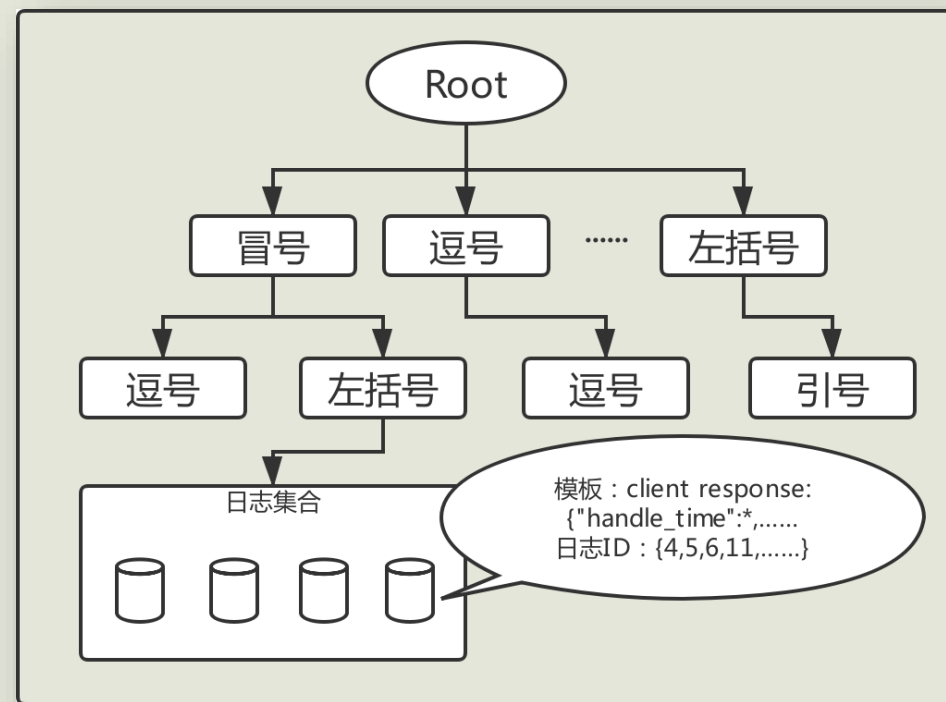 Root
冒号
逗号
......
左括号
逗号
左括号
逗号
引号
日志集合
模板：client response:
{"handle_time":*,......
日志ID：{4,5,6,11,......}